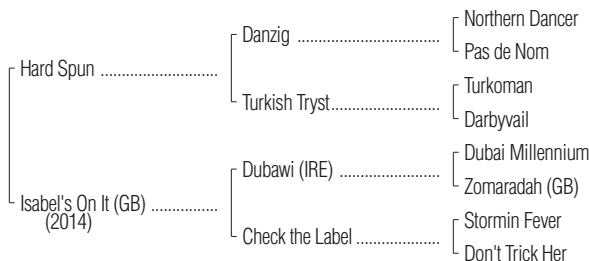 Northern Dancer
Danzig ................................
Pas de Nom
Hard Spun ..........................
Turkoman
Turkish Tryst........................
Darbyvail
Dubai Millennium
Dubawi (IRE) ......................
Zomaradah (GB)
Isabel's On It (GB) ...............
(2014)
Stormin Fever
Check the Label ...................
Don't Trick Her